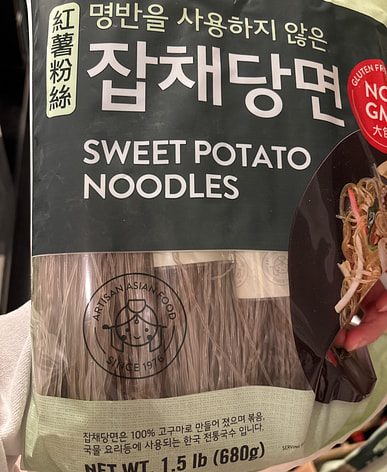 紅薯粉絲
명반을 사용하지 않은
잡채당면
SWEET POTATO
NOODLES
GLUTEN FR
NO
GM
ARTISAN ASIAN FOOD
SINCE 1976
잡채당면은 100% 고구마로 만들어 졌으며 볶음,
국물 요리등에 사용되는 한국 전통국수 입니다.
NET WT. 1.5 lb (680g)